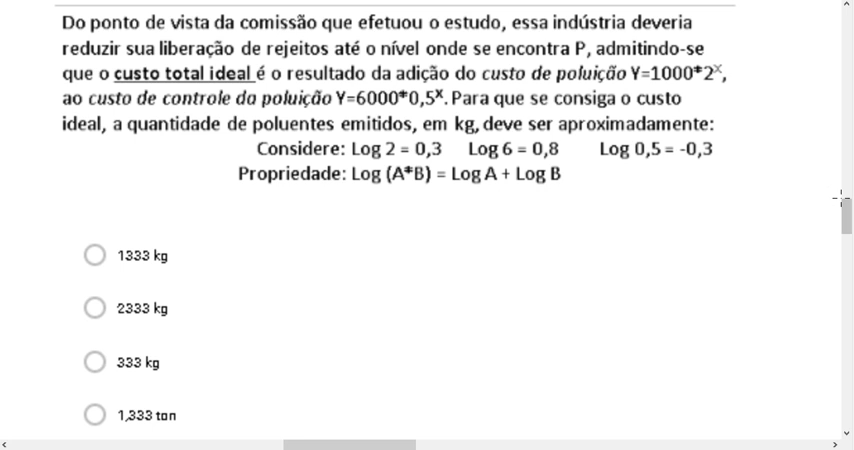 Do ponto de vista da comissão que efetuou o estudo, essa indústria deveria
reduzir sua liberação de rejeitos até o nível onde se encontra P, admitindo-se
que o custo total ideal é o resultado da adição do custo de poluição Y=1000*2ˣ,
ao custo de controle da poluição Y=6000*0,5ˣ. Para que se consiga o custo
ideal, a quantidade de poluentes emitidos, em kg, deve ser aproximadamente:
Considere: Log 2 = 0,3 Log 6 = 0,8 Log 0,5 = -0,3
Propriedade: Log (A*B) = Log A + Log B
1333 kg
2333 kg
333 kg
1,333 ton